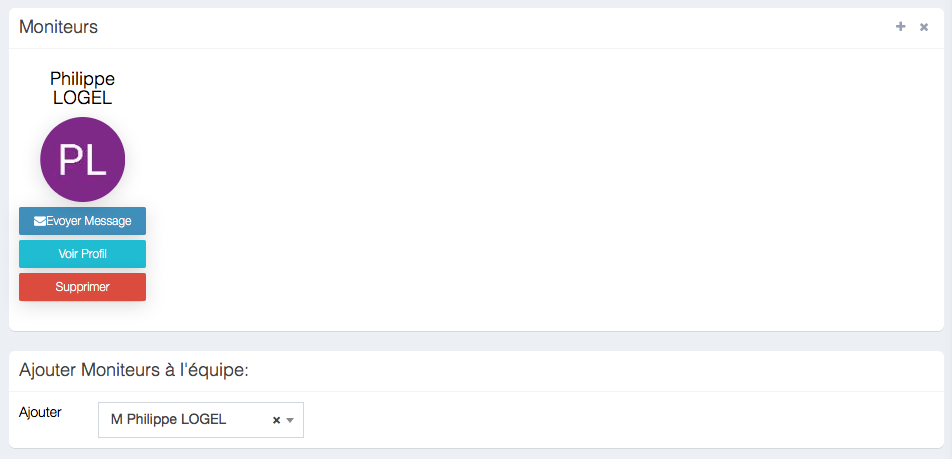 Moniteurs
Philippe
LOGEL
PL
Evoyer Message
Voir Profil
Supprimer
Ajouter Moniteurs à l'équipe:
Ajouter
M Philippe LOGEL